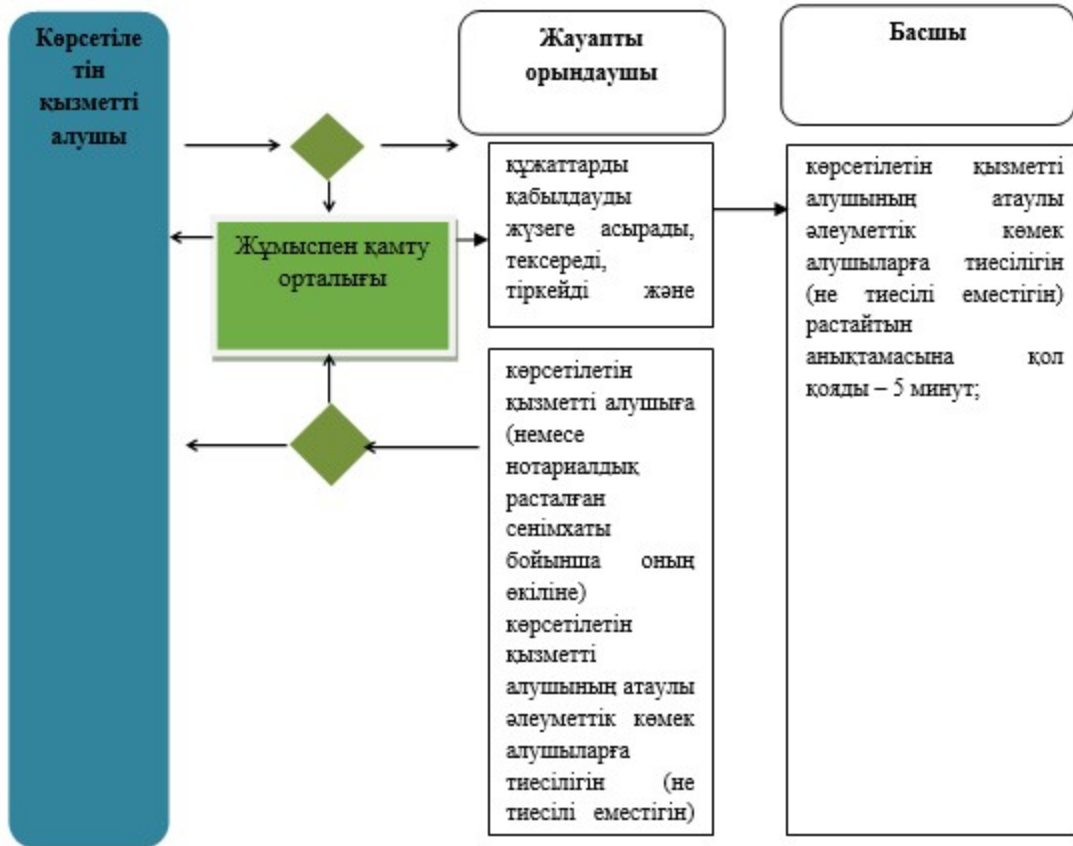 Көрсетіле
тін
қызметті
алушы
Жауапты
орындаушы
Басшы
Жұмыспен қамту
орталығы
құжаттарды
қабылдауды
жүзеге асырады,
тексереді,
тіркейді және
көрсетілетін қызметті
алушының атаулы
әлеуметтік көмек
алушыларға тиесілігін
(не тиесілі еместігін)
растайтын
анықтамасына қол
қояды – 5 минут;
көрсетілетін
қызметті алушыға
(немесе
нотариалдық
расталған
сенімхаты
бойынша оның
өкіліне)
көрсетілетін
қызметті
алушының атаулы
әлеуметтік көмек
алушыларға
тиесілігін (не
тиесілі еместігін)